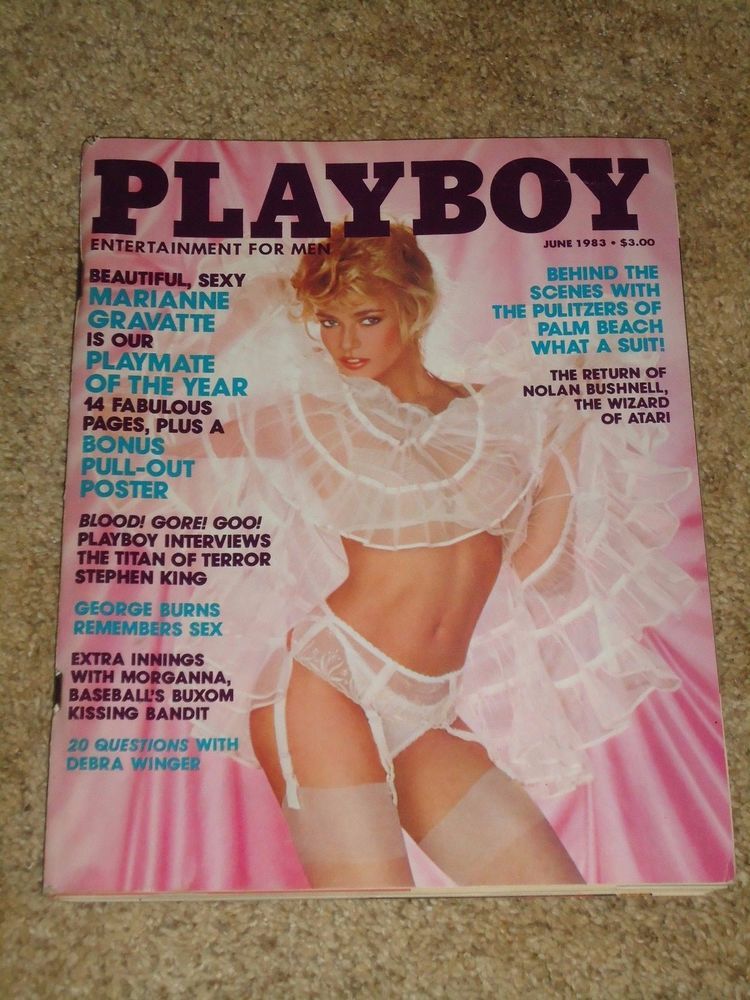 PLAYBOY
ENTERTAINMENT FOR MEN
JUNE 1983 • $3.00
BEAUTIFUL, SEXY
MARIANNE
GRAVATTE
IS OUR
PLAYMATE
OF THE YEAR
14 FABULOUS
PAGES, PLUS A
BONUS
PULL-OUT
POSTER
BLOOD! GORE! GOO!
PLAYBOY INTERVIEWS
THE TITAN OF TERROR
STEPHEN KING
GEORGE BURNS
REMEMBERS SEX
EXTRA INNINGS
WITH MORGANNA,
BASEBALL'S BUXOM
KISSING BANDIT
20 QUESTIONS WITH
DEBRA WINGER
BEHIND THE
SCENES WITH
THE PULITZERS OF
PALM BEACH
WHAT A SUIT!
THE RETURN OF
NOLAN BUSHNELL,
THE WIZARD
OF ATARI